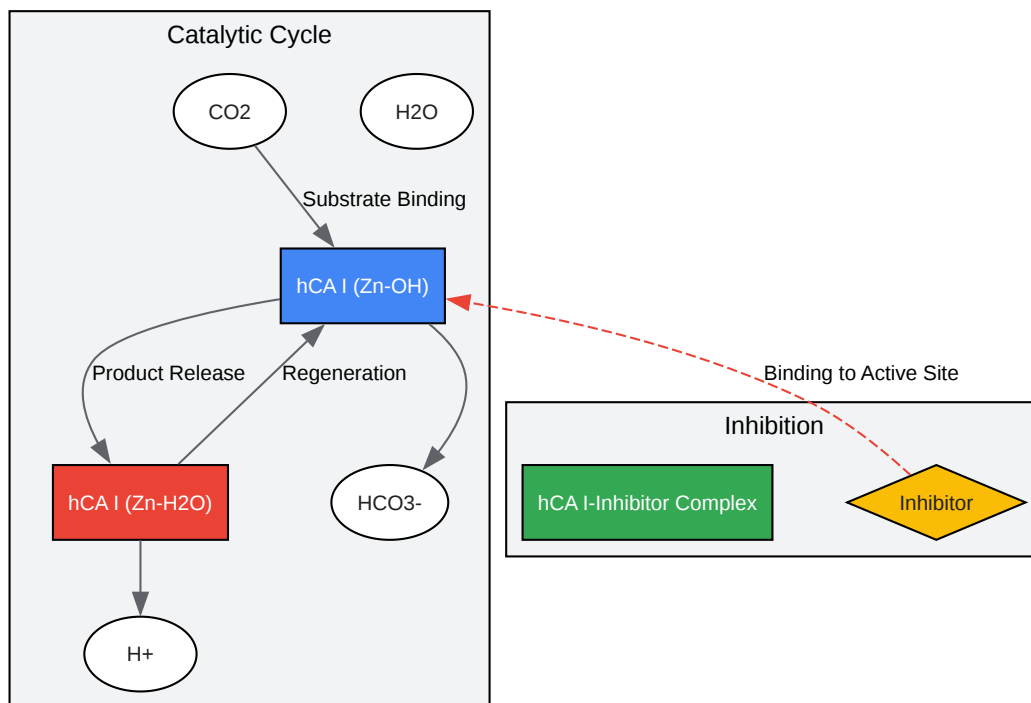 Catalytic Cycle
CO2
H2O
Substrate Binding
hCA I (Zn-OH)
Product Release
Regeneration
Binding to Active Site
Inhibition
hCA I (Zn-H2O)
HCO3-
hCA I-Inhibitor Complex
Inhibitor
H+